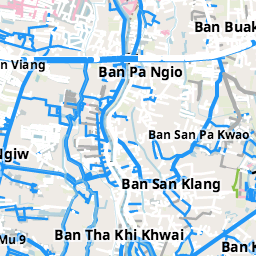 Ban Buak
n Viang
Ban Pa Ngio
Ban San Pa Kwao
Ngiw
Ban San Klang
Ban Tha Khi Khwai
Mu 9
Ban K